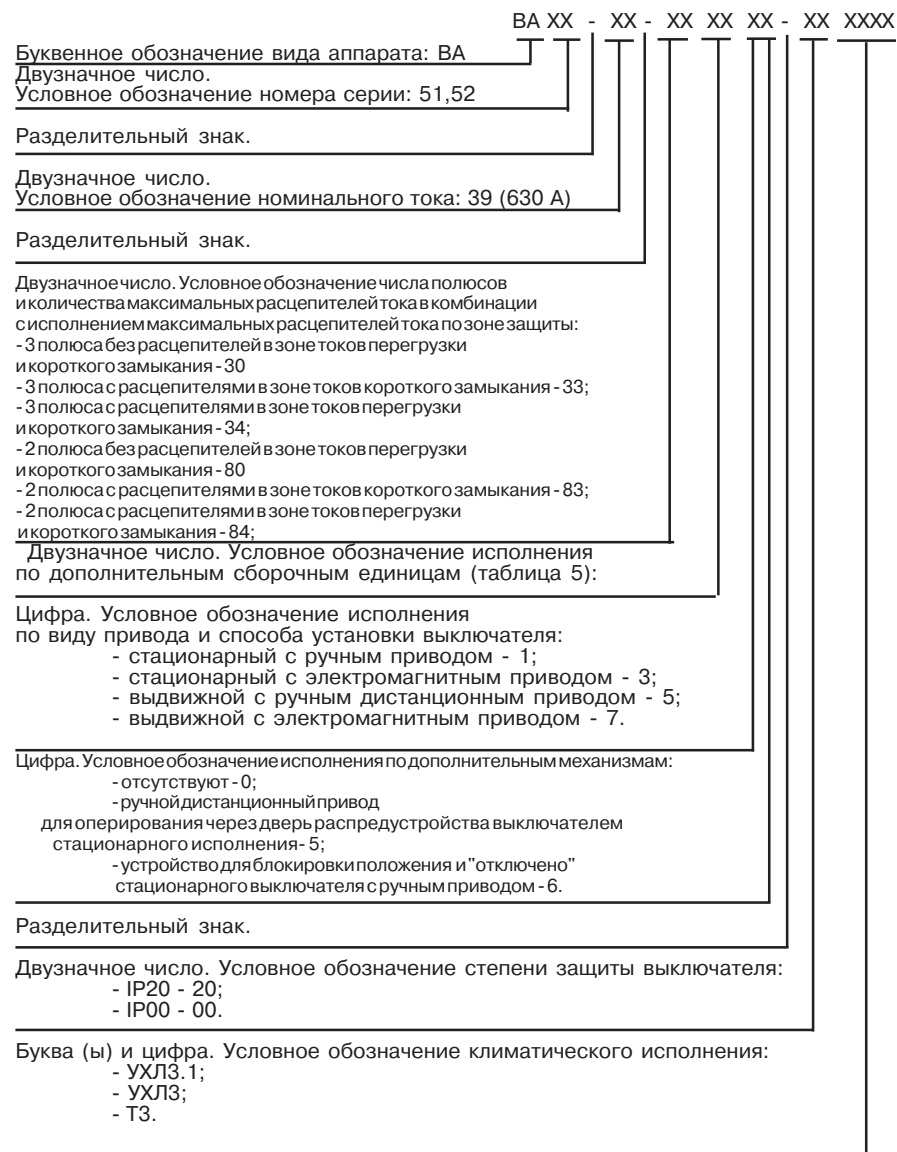 ВА ХХ - ХХ - ХХ ХХ ХХ - ХХ ХХХХ
Буквенное обозначение вида аппарата: ВА
Двузначное число.
Условное обозначение номера серии: 51,52
Разделительный знак.
Двузначное число.
Условное обозначение номинального тока: 39 (630 А)
Разделительный знак.
Двузначное число. Условное обозначение числа полюсов
и количества максимальных расцепителей тока в комбинации
с исполнением максимальных расцепителей тока по зоне защиты:
- 3 полюса без расцепителей в зоне токов перегрузки
и короткого замыкания - 30
- 3 полюса с расцепителями в зоне токов короткого замыкания - 33;
- 3 полюса с расцепителями в зоне токов перегрузки
и короткого замыкания - 34;
- 2 полюса без расцепителей в зоне токов перегрузки
и короткого замыкания - 80
- 2 полюса с расцепителями в зоне токов короткого замыкания - 83;
- 2 полюса с расцепителями в зоне токов перегрузки
и короткого замыкания - 84;
Двузначное число. Условное обозначение исполнения
по дополнительным сборочным единицам (таблица 5):
Цифра. Условное обозначение исполнения
по виду привода и способа установки выключателя:
- стационарный с ручным приводом - 1;
- стационарный с электромагнитным приводом - 3;
- выдвижной с ручным дистанционным приводом - 5;
- выдвижной с электромагнитным приводом - 7.
Цифра. Условное обозначение исполнения по дополнительным механизмам:
- отсутствуют - 0;
- ручной дистанционный привод
для оперирования через дверь распредустройства выключателем
стационарного исполнения- 5;
- устройство для блокировки положения и "отключено"
стационарного выключателя с ручным приводом - 6.
Разделительный знак.
Двузначное число. Условное обозначение степени защиты выключателя:
- IP20 - 20;
- IP00 - 00.
Буква (ы) и цифра. Условное обозначение климатического исполнения:
- УХЛ3.1;
- УХЛ3;
- Т3.